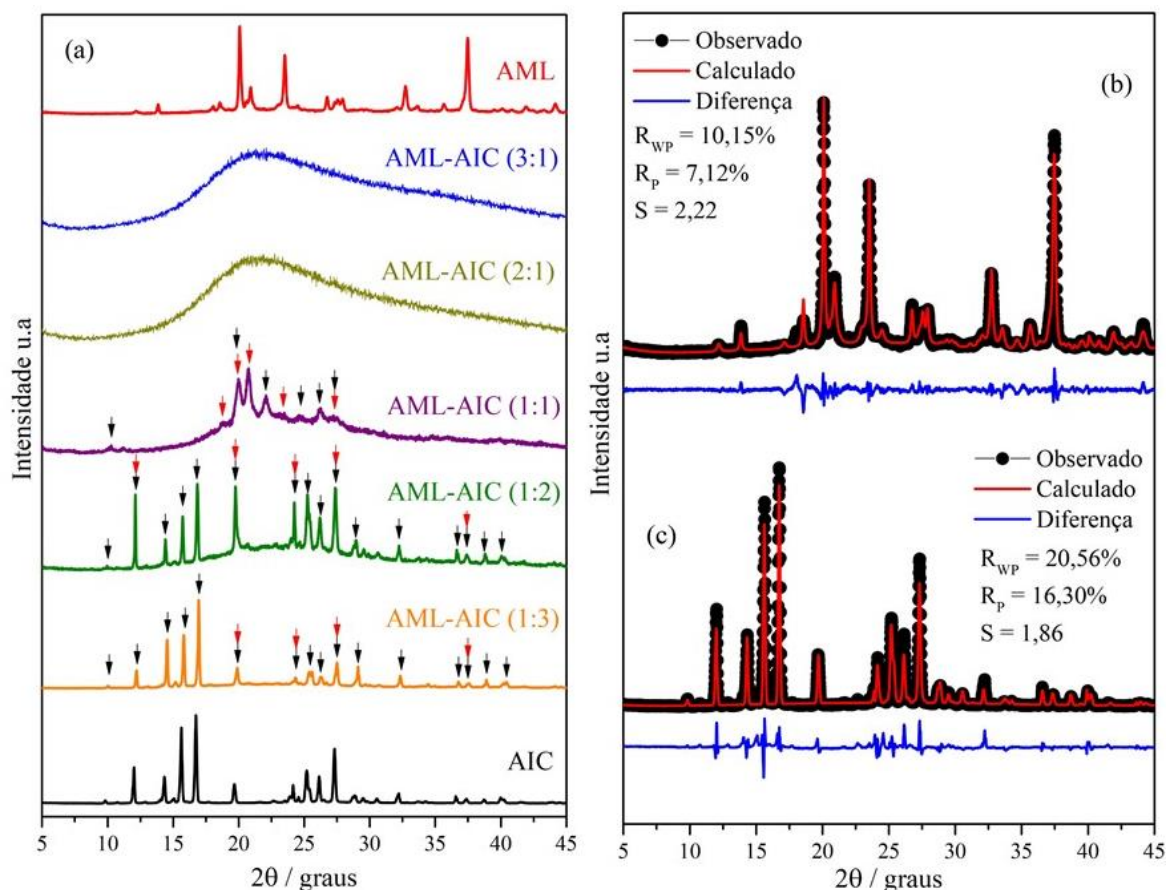 (a)
AML
AML-AIC (3:1)
AML-AIC (2:1)
AML-AIC (1:1)
AML-AIC (1:2)
AML-AIC (1:3)
AIC
Intensidade u.a
5 10 15 20 25 30 35 40 45
2θ / graus
Observado
Calculado
Diferença
R_WP = 10,15%
R_P = 7,12%
S = 2,22
(b)
Observado
Calculado
Diferença
R_WP = 20,56%
R_P = 16,30%
S = 1,86
(c)
Intensidade u.a
5 10 15 20 25 30 35 40 45
2θ / graus